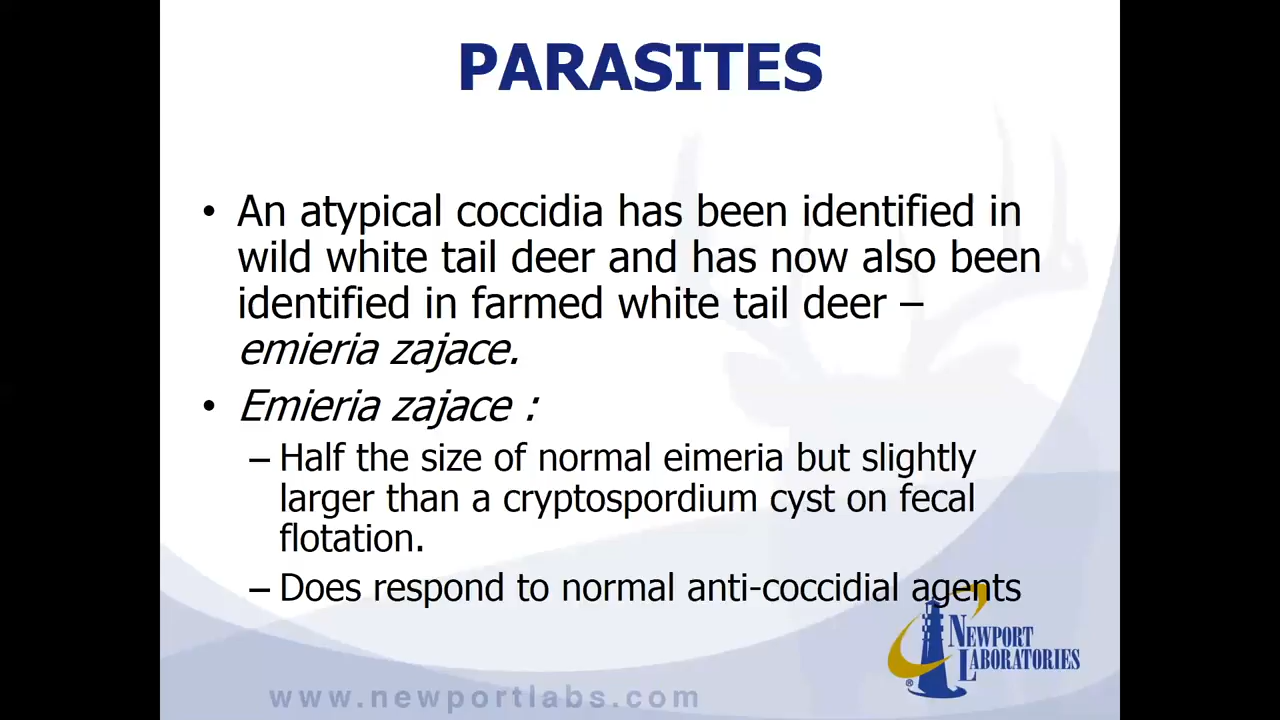 PARASITES
• An atypical coccidia has been identified in
wild white tail deer and has now also been
identified in farmed white tail deer –
emieria zajace.
• Emieria zajace :
– Half the size of normal eimeria but slightly
larger than a cryptospordium cyst on fecal
flotation.
– Does respond to normal anti-coccidial agents
NEWPORT
LABORATORIES
®
www.newportlabs.com